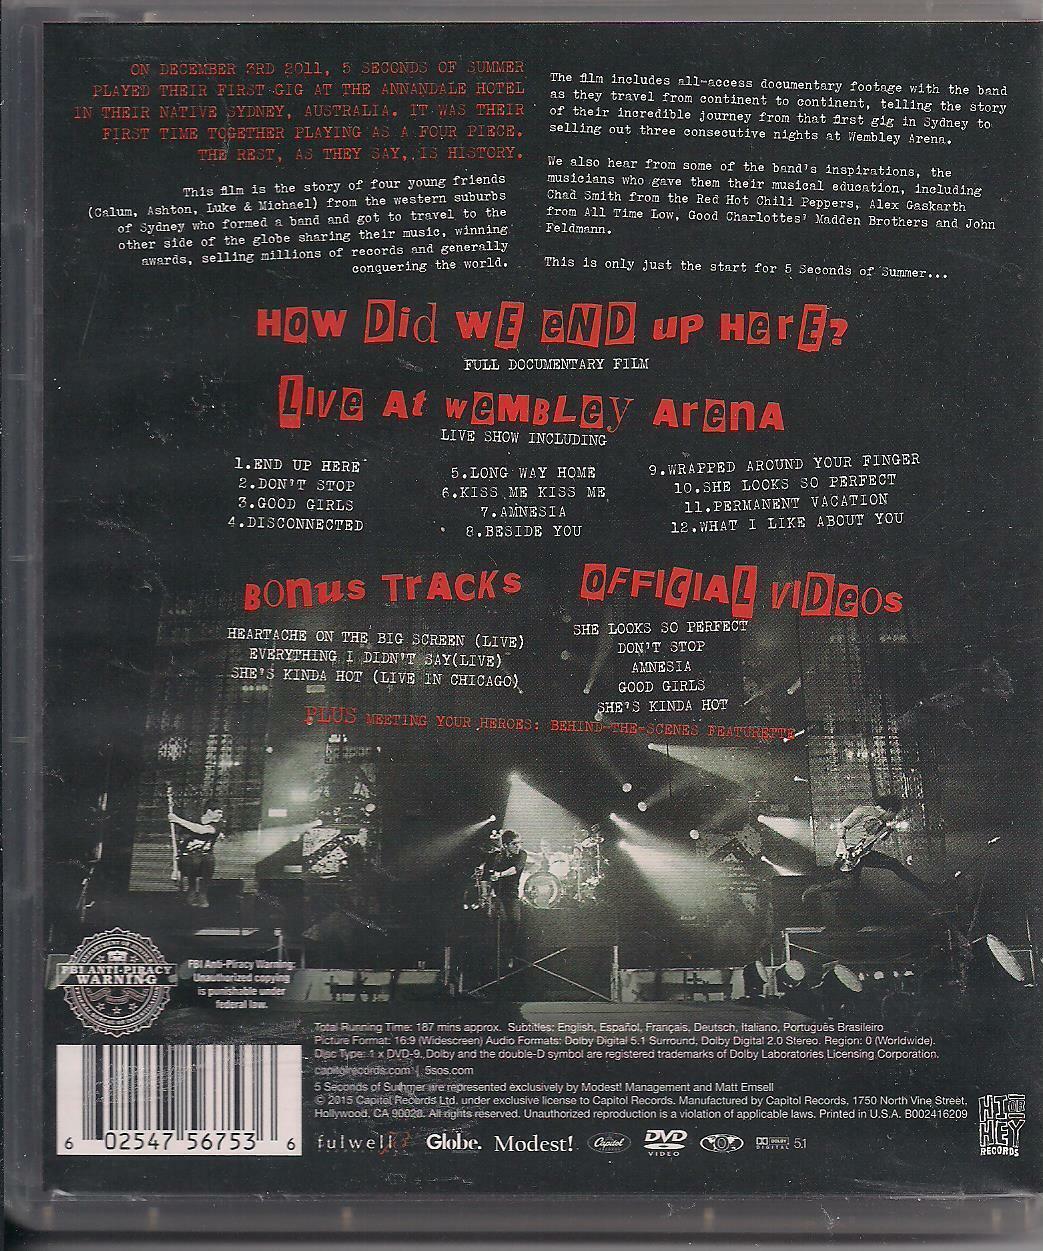 ON DECEMBER 3RD 2011, 5 SECONDS OF SUMMER
PLAYED THEIR FIRST GIG AT THE ANNANDALE HOTEL
IN THEIR NATIVE SYDNEY, AUSTRALIA. IT WAS THEIR
FIRST TIME TOGETHER PLAYING AS A FOUR PIECE.
THE REST, AS THEY SAY, IS HISTORY.
This film is the story of four young friends
(Calum, Ashton, Luke & Michael) from the western suburbs
of Sydney who formed a band and got to travel to the
other side of the globe sharing their music, winning
awards, selling millions of records and generally
conquering the world.
The film includes all-access documentary footage with the band
as they travel from continent to continent, telling the story
of their incredible journey from that first gig in Sydney to
selling out three consecutive nights at Wembley Arena.
We also hear from some of the band's inspirations, the
musicians who gave them their musical education, including
Chad Smith from the Red Hot Chili Peppers, Alex Gaskarth
from All Time Low, Good Charlottes' Madden Brothers and John
Feldmann.
This is only just the start for 5 Seconds of Summer...
HOW DiD WE END UP HErE?
FULL DOCUMENTARY FILM
LIVE At WEMBLEy ArENA
LIVE SHOW INCLUDING
1.END UP HERE
2.DON'T STOP
3.GOOD GIRLS
4.DISCONNECTED
5.LONG WAY HOME
6.KISS ME KISS ME
7.AMNESIA
8.BESIDE YOU
9.WRAPPED AROUND YOUR FINGER
10.SHE LOOKS SO PERFECT
11.PERMANENT VACATION
12.WHAT I LIKE ABOUT YOU
BONUS TRACKS
HEARTACHE ON THE BIG SCREEN (LIVE)
EVERYTHING I DIDN'T SAY(LIVE)
SHE'S KINDA HOT (LIVE IN CHICAGO)
OFFICIAL VIDEOS
SHE LOOKS SO PERFECT
DON'T STOP
AMNESIA
GOOD GIRLS
SHE'S KINDA HOT
PLUS MEETING YOUR HEROES: BEHIND-THE-SCENES FEATURETTE
FBI ANTI-PIRACY
WARNING
FBI Anti-Piracy Warning:
Unauthorized copying
is punishable under
federal law.
Total Running Time: 187 mins approx. Subtitles: English, Español, Français, Deutsch, Italiano, Português Brasileiro
Picture Format: 16:9 (Widescreen) Audio Formats: Dolby Digital 5.1 Surround, Dolby Digital 2.0 Stereo. Region: 0 (Worldwide).
Disc Type: 1 x DVD-9. Dolby and the double-D symbol are registered trademarks of Dolby Laboratories Licensing Corporation.
capitolrecords.com | 5sos.com
5 Seconds of Summer are represented exclusively by Modest! Management and Matt Emsell
© 2015 Capitol Records Ltd. under exclusive license to Capitol Records. Manufactured by Capitol Records, 1750 North Vine Street,
Hollywood, CA 90028. All rights reserved. Unauthorized reproduction is a violation of applicable laws. Printed in U.S.A. B002416209
6 02547 56753 6
fulwell73 Globe. Modest! Capitol DVD VIDEO DOLBY DIGITAL 5.1
HI OR HEY RECORDS